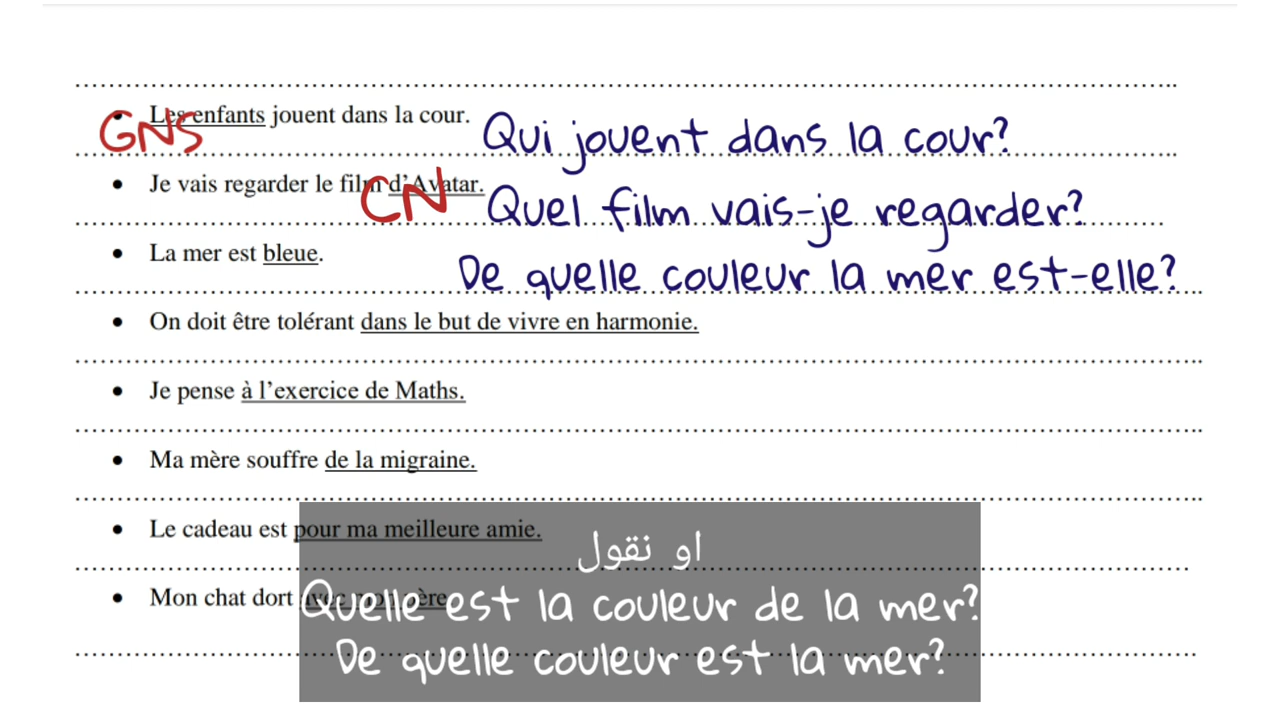 • Les enfants jouent dans la cour.
GNS
Qui jouent dans la cour?
• Je vais regarder le film d'Avatar.
CN
Quel film vais-je regarder?
• La mer est bleue.
De quelle couleur la mer est-elle?
• On doit être tolérant dans le but de vivre en harmonie.
• Je pense à l'exercice de Maths.
• Ma mère souffre de la migraine.
• Le cadeau est pour ma meilleure amie.
او نقول
• Mon chat dort avec mon père
Quelle est la couleur de la mer?
De quelle couleur est la mer?